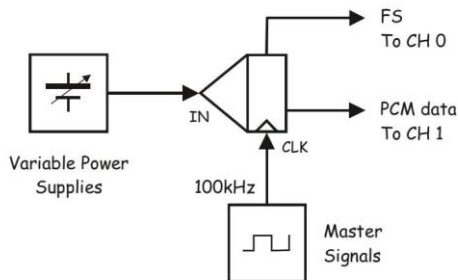 FS
To CH 0
IN
PCM data
To CH 1
CLK
Variable Power
Supplies
100kHz
Master
Signals